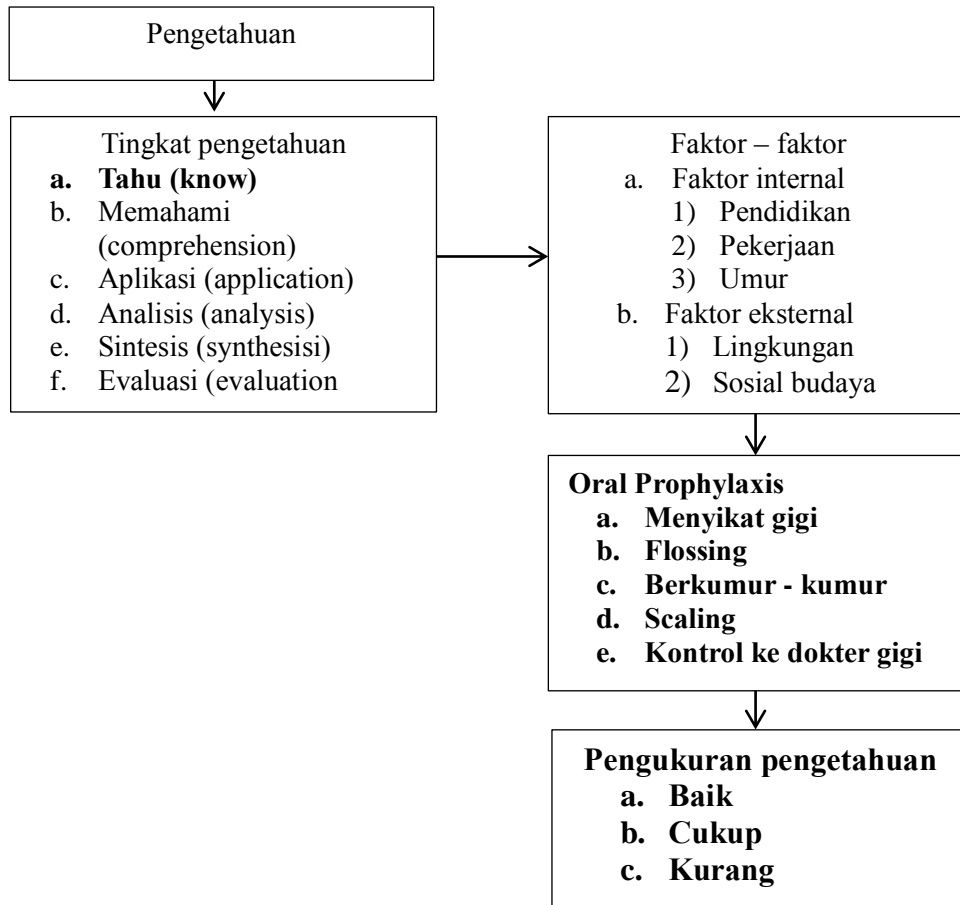 Pengetahuan
Tingkat pengetahuan
a. Tahu (know)
b. Memahami
(comprehension)
c. Aplikasi (application)
d. Analisis (analysis)
e. Sintesis (synthesisi)
f. Evaluasi (evaluation
Faktor – faktor
a. Faktor internal
1) Pendidikan
2) Pekerjaan
3) Umur
b. Faktor eksternal
1) Lingkungan
2) Sosial budaya
Oral Prophylaxis
a. Menyikat gigi
b. Flossing
c. Berkumur - kumur
d. Scaling
e. Kontrol ke dokter gigi
Pengukuran pengetahuan
a. Baik
b. Cukup
c. Kurang